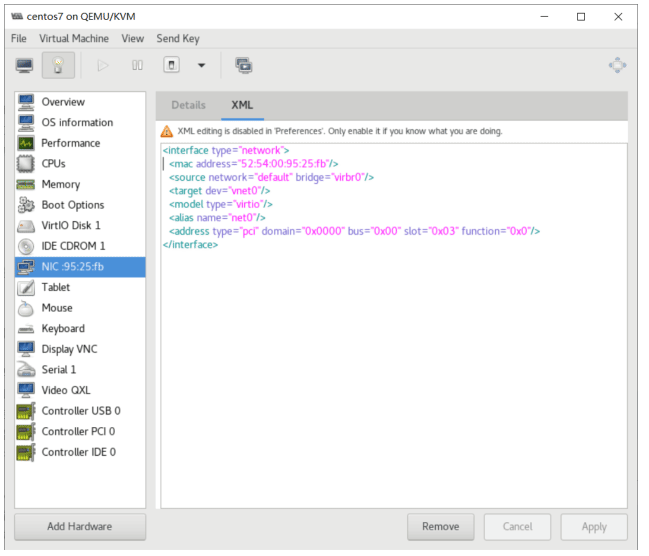 centos7 on QEMU/KVM
File Virtual Machine View Send Key
Overview
OS information
Performance
CPUs
Memory
Boot Options
VirtIO Disk 1
IDE CDROM 1
NIC :95:25:fb
Tablet
Mouse
Keyboard
Display VNC
Serial 1
Video QXL
Controller USB 0
Controller PCI 0
Controller IDE 0
Add Hardware
Details XML
XML editing is disabled in 'Preferences'. Only enable it if you know what you are doing.
<interface type="network">
<mac address="52:54:00:95:25:fb"/>
<source network="default" bridge="virbr0"/>
<target dev="vnet0"/>
<model type="virtio"/>
<alias name="net0"/>
<address type="pci" domain="0x0000" bus="0x00" slot="0x03" function="0x0"/>
</interface>
Remove Cancel Apply